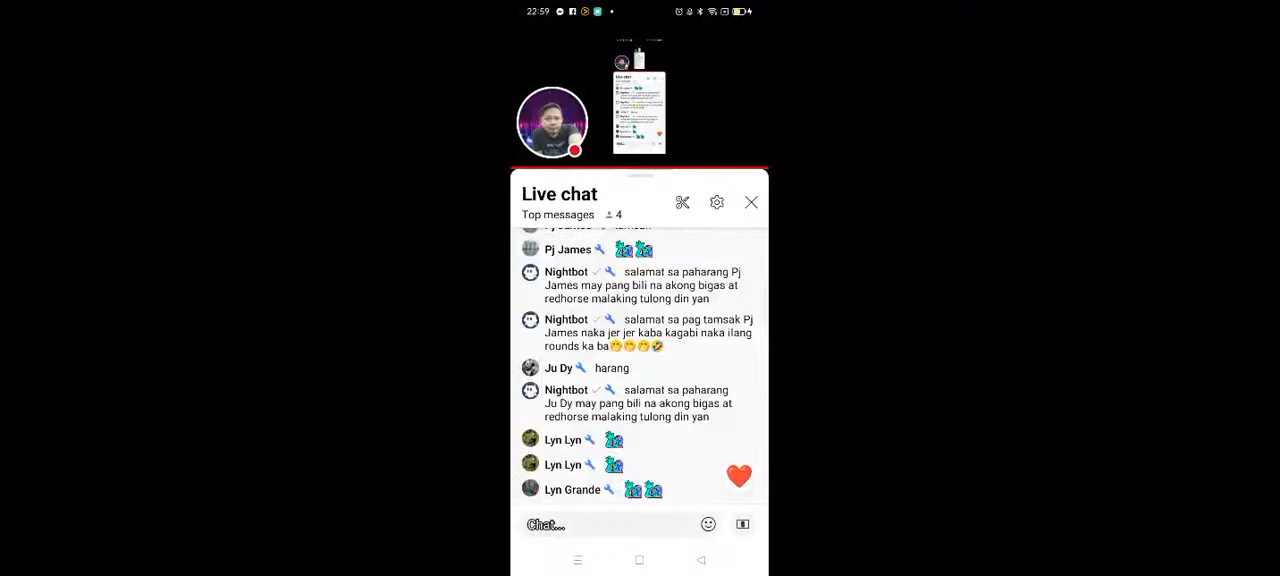 22:59
Live chat
Top messages 4
Pj James
Nightbot salamat sa paharang Pj
James may pang bili na akong bigas at
redhorse malaking tulong din yan
Nightbot salamat sa pag tamsak Pj
James naka jer jer kaba kagabi naka ilang
rounds ka ba🤭🤭🤭🤣
Ju Dy harang
Nightbot salamat sa paharang
Ju Dy may pang bili na akong bigas at
redhorse malaking tulong din yan
Lyn Lyn
Lyn Lyn
Lyn Grande
Chat...